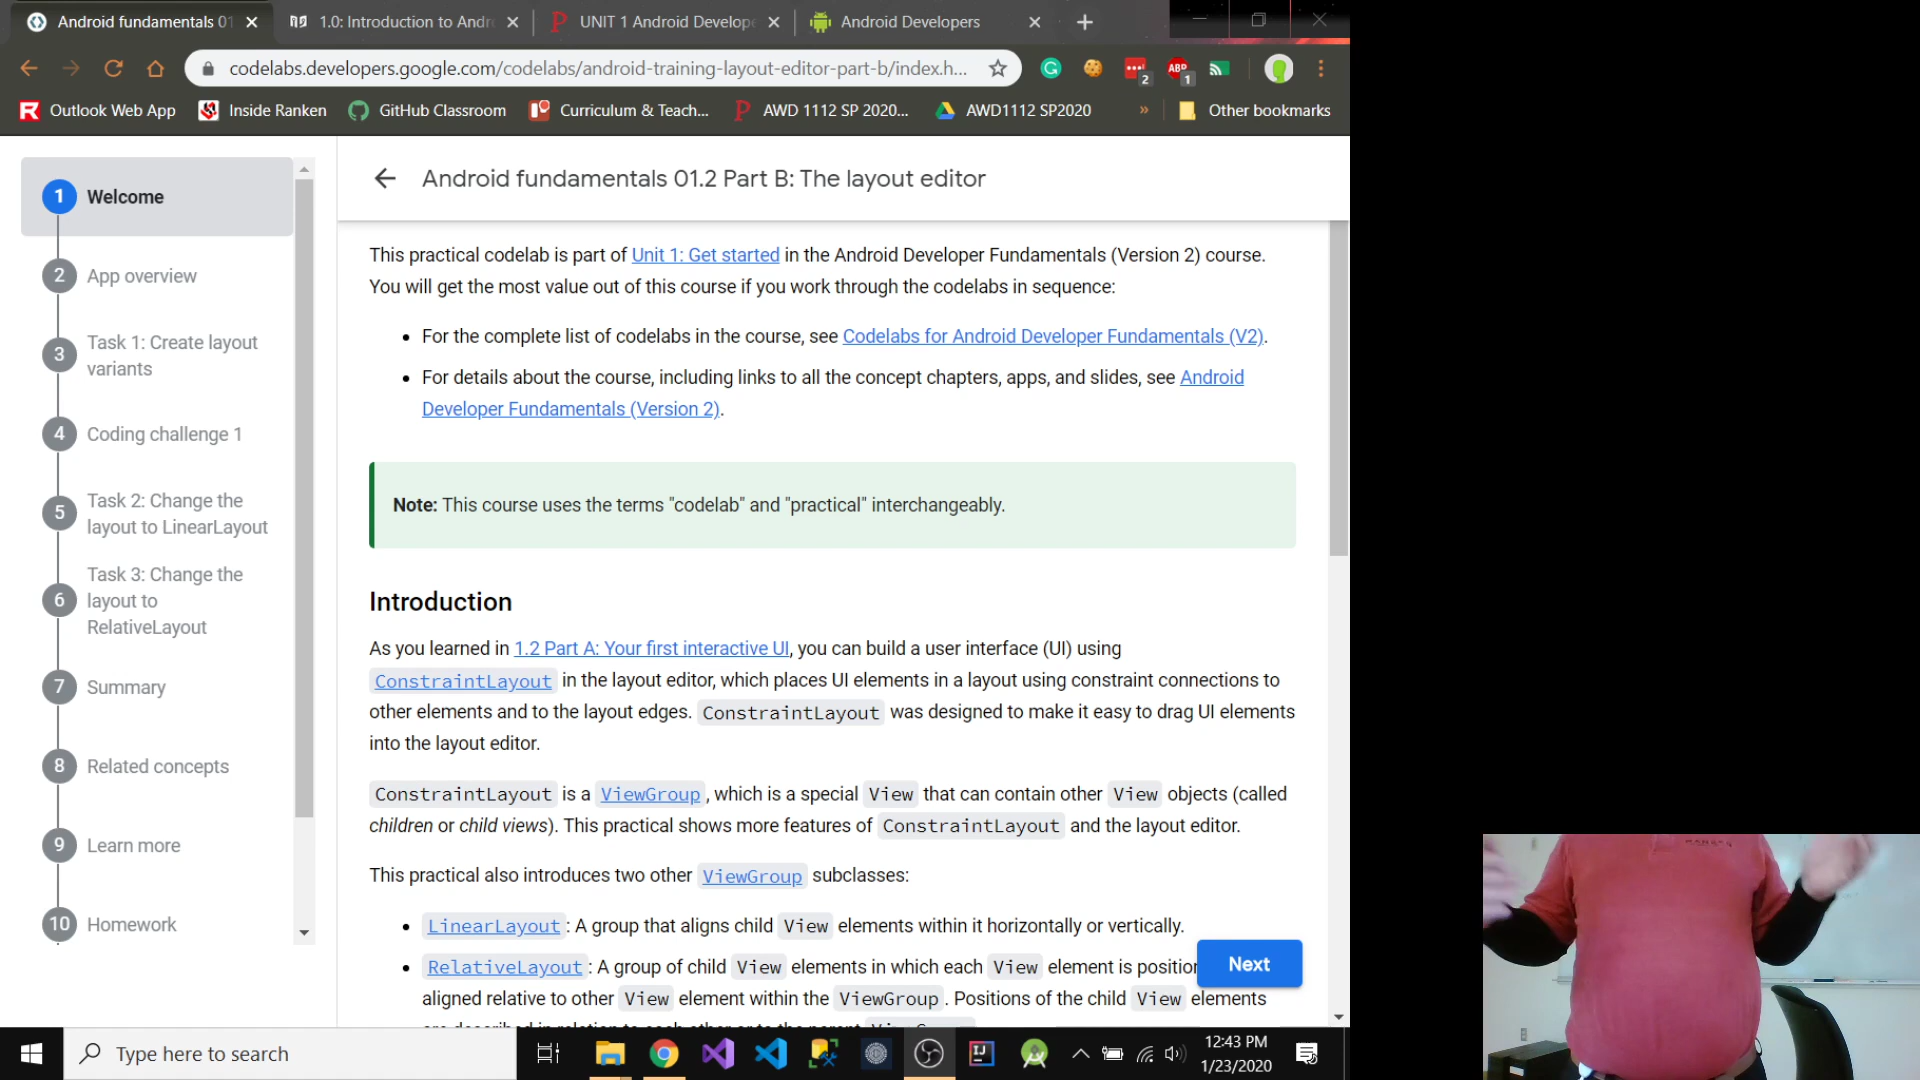 Android fundamentals 01
1.0: Introduction to Andr
UNIT 1 Android Develope
Android Developers
codelabs.developers.google.com/codelabs/android-training-layout-editor-part-b/index.h...
2
ABP
1
Outlook Web App
Inside Ranken
GitHub Classroom
Curriculum & Teach...
AWD 1112 SP 2020...
AWD1112 SP2020
»
Other bookmarks
1 Welcome
2 App overview
3 Task 1: Create layout
variants
4 Coding challenge 1
5 Task 2: Change the
layout to LinearLayout
6 Task 3: Change the
layout to
RelativeLayout
7 Summary
8 Related concepts
9 Learn more
10 Homework
Android fundamentals 01.2 Part B: The layout editor
This practical codelab is part of Unit 1: Get started in the Android Developer Fundamentals (Version 2) course.
You will get the most value out of this course if you work through the codelabs in sequence:
• For the complete list of codelabs in the course, see Codelabs for Android Developer Fundamentals (V2).
• For details about the course, including links to all the concept chapters, apps, and slides, see Android
Developer Fundamentals (Version 2).
Note: This course uses the terms "codelab" and "practical" interchangeably.
Introduction
As you learned in 1.2 Part A: Your first interactive UI, you can build a user interface (UI) using
ConstraintLayout in the layout editor, which places UI elements in a layout using constraint connections to
other elements and to the layout edges. ConstraintLayout was designed to make it easy to drag UI elements
into the layout editor.
ConstraintLayout is a ViewGroup, which is a special View that can contain other View objects (called
children or child views). This practical shows more features of ConstraintLayout and the layout editor.
This practical also introduces two other ViewGroup subclasses:
• LinearLayout: A group that aligns child View elements within it horizontally or vertically.
• RelativeLayout: A group of child View elements in which each View element is position
aligned relative to other View element within the ViewGroup. Positions of the child View elements
Next
Type here to search
12:43 PM
1/23/2020